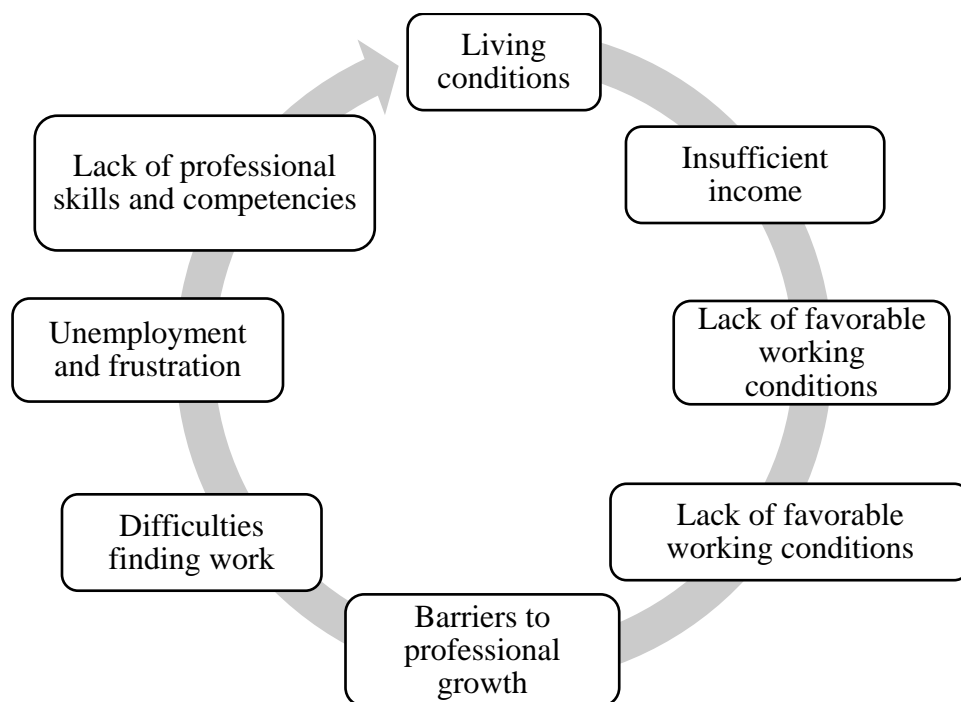 Living
conditions
Insufficient
income
Lack of favorable
working
conditions
Lack of favorable
working conditions
Barriers to
professional
growth
Difficulties
finding work
Unemployment
and frustration
Lack of professional
skills and competencies